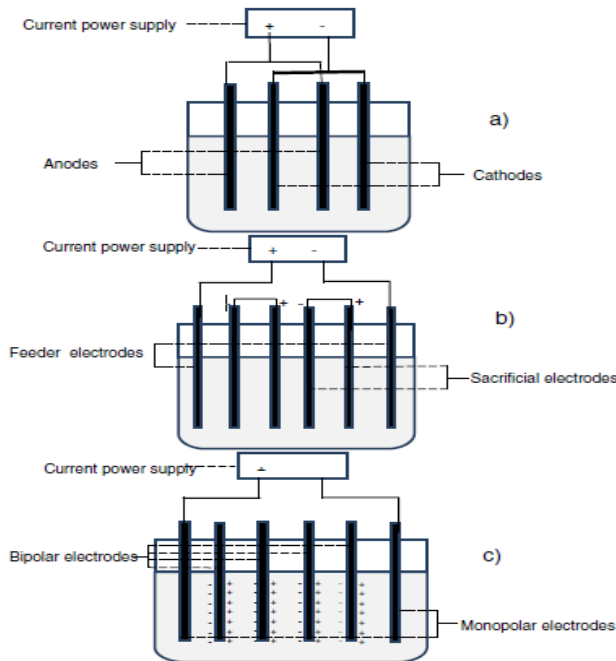 Current power supply
+ -
a)
Anodes
Cathodes
Current power supply
+ -
+ - +
b)
Feeder electrodes
Sacrificial electrodes
Current power supply
+
Bipolar electrodes
c)
- + - + - + - +
- + - + - + - +
- + - + - + - +
- + - + - + - +
- + - + - + - +
- + - + - + - +
- + - + - + - +
- + - + - + - +
Monopolar electrodes